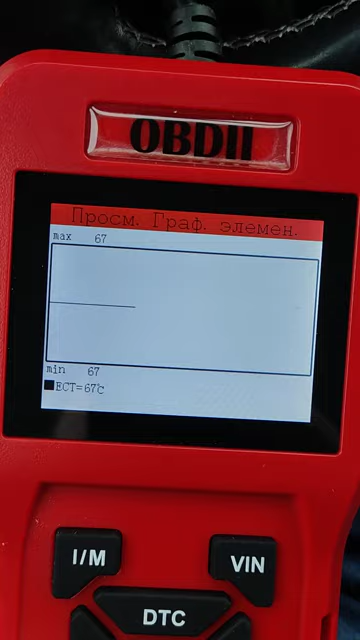 OBDII
Просм. Граф. элемен.
max 67
min 67
ECT=67℃
I/M
VIN
DTC